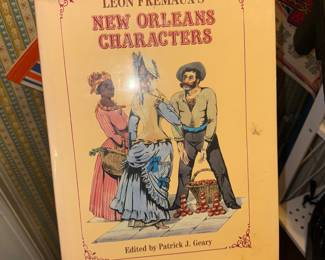 LEON FREMAUX'S
NEW ORLEANS
CHARACTERS
Edited by Patrick J. Geary